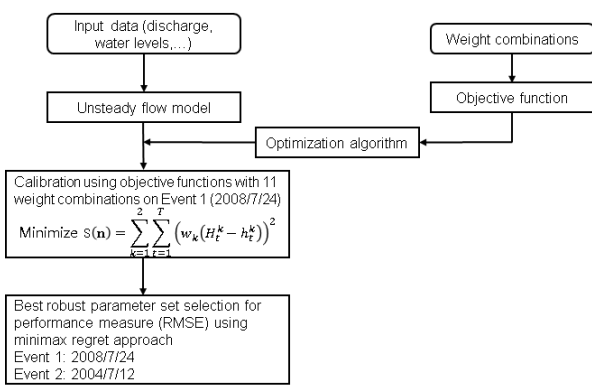 Input data (discharge,
water levels,...)
Weight combinations
Unsteady flow model
Objective function
Optimization algorithm
Calibration using objective functions with 11
weight combinations on Event 1 (2008/7/24)
Minimize S(n) = \sum_{k=1}^{2} \sum_{t=1}^{T} (w_k(H_t^k − h_t^k))^2
Best robust parameter set selection for
performance measure (RMSE) using
minimax regret approach
Event 1: 2008/7/24
Event 2: 2004/7/12